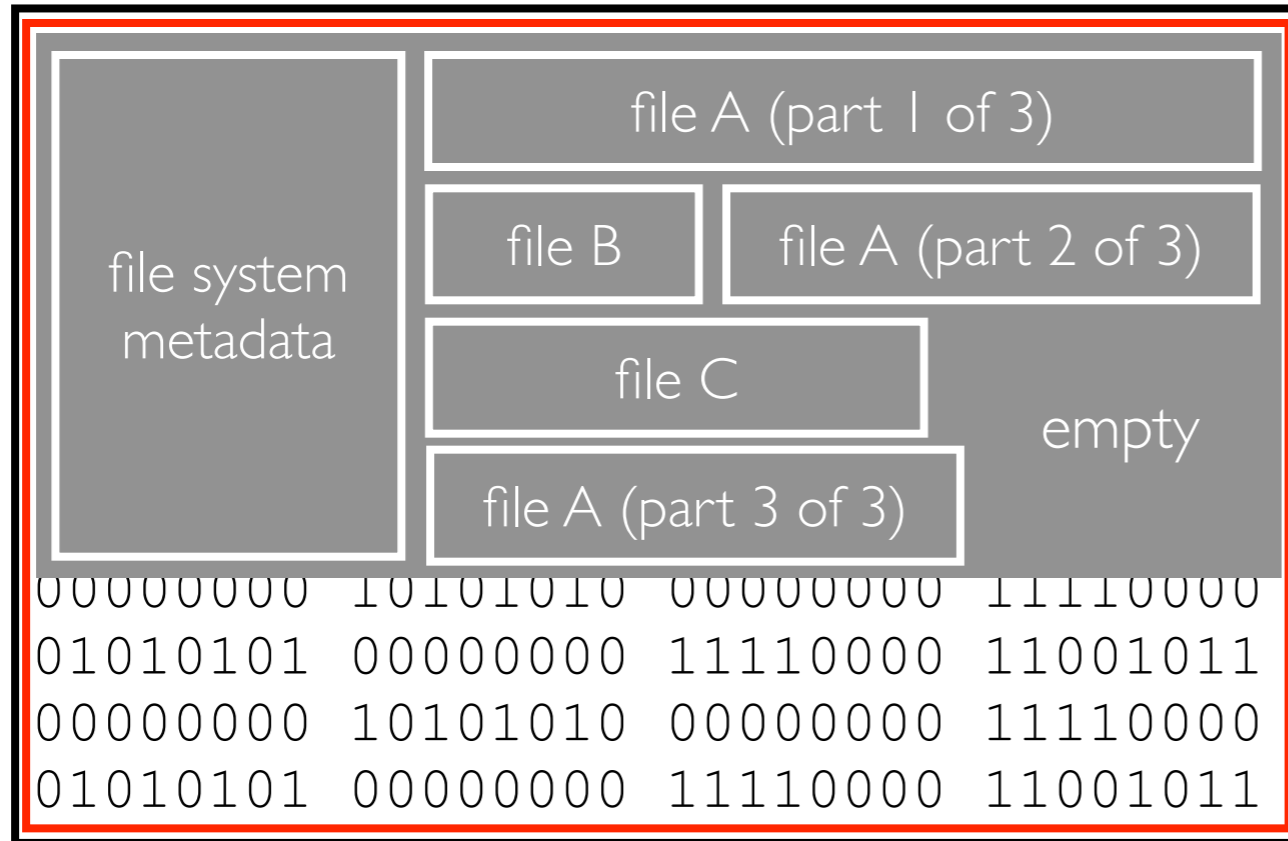 file system
metadata
file A (part 1 of 3)
file B
file A (part 2 of 3)
file C
empty
file A (part 3 of 3)
00000000 10101010 00000000 11110000
01010101 00000000 11110000 11001011
00000000 10101010 00000000 11110000
01010101 00000000 11110000 11001011